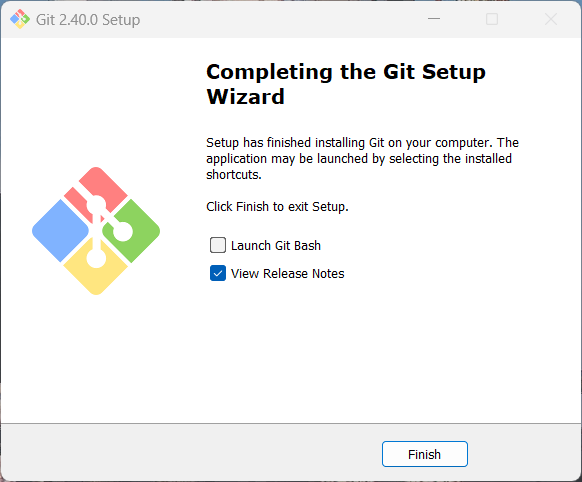 Git 2.40.0 Setup
Completing the Git Setup
Wizard
Setup has finished installing Git on your computer. The
application may be launched by selecting the installed
shortcuts.
Click Finish to exit Setup.
Launch Git Bash
View Release Notes
Finish